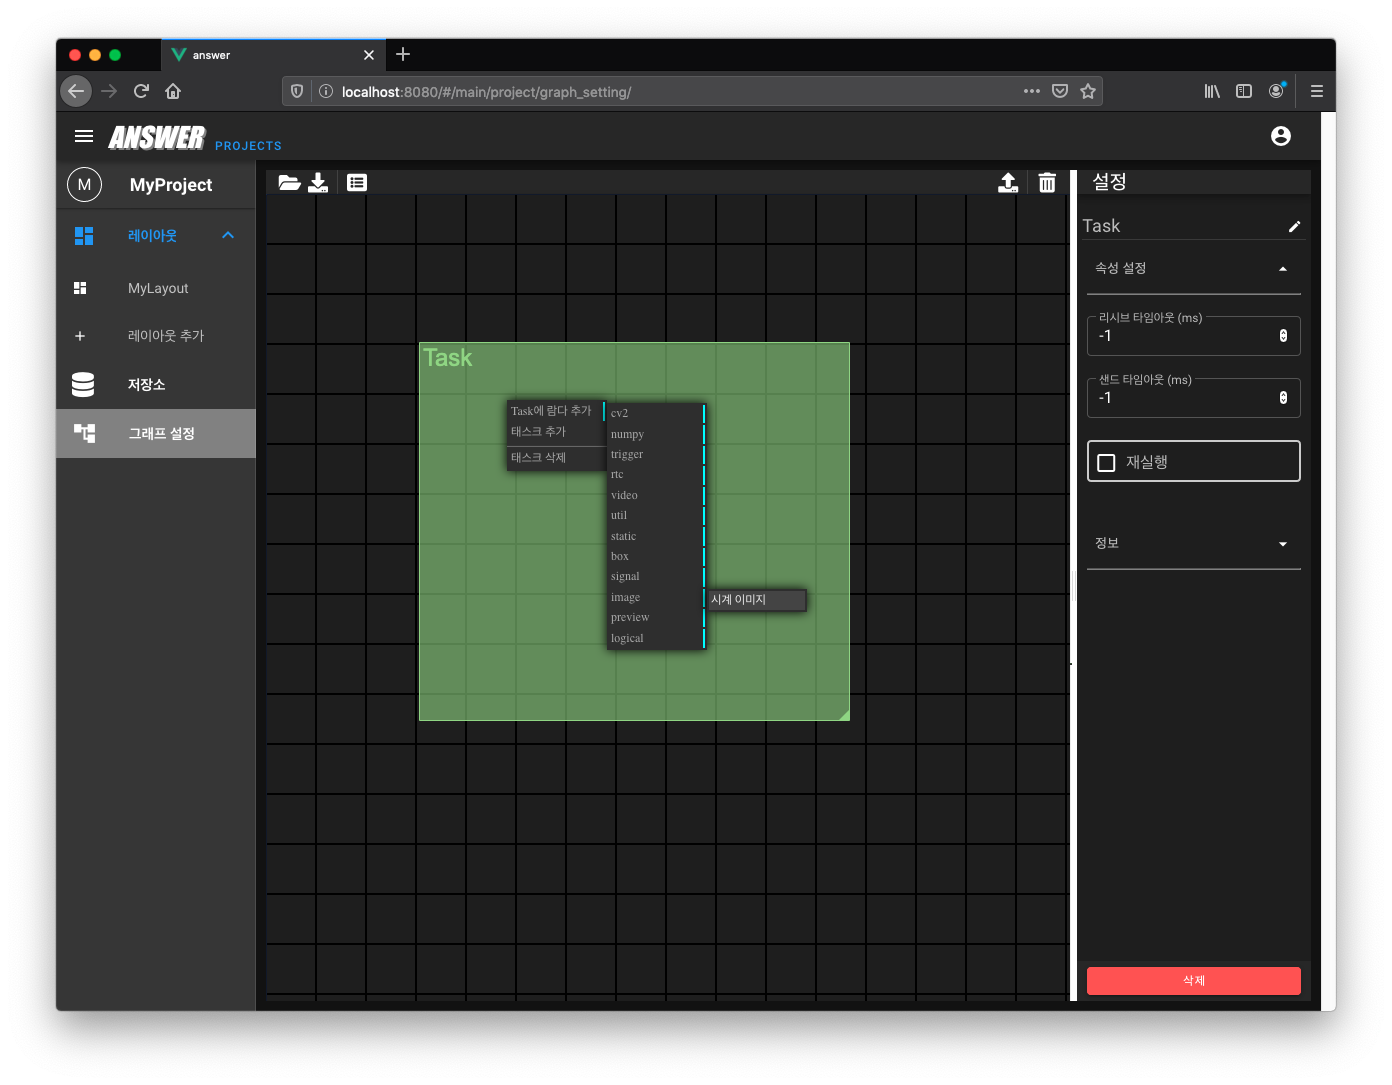 answer
localhost:8080/#/main/project/graph_setting/
ANSWER PROJECTS
M MyProject
레이아웃
MyLayout
레이아웃 추가
저장소
그래프 설정
Task
Task에 람다 추가
태스크 추가
태스크 삭제
cv2
numpy
trigger
rtc
video
util
static
box
signal
image
preview
logical
시계 이미지
설정
Task
속성 설정
리시브 타임아웃 (ms)
-1
샌드 타임아웃 (ms)
-1
재실행
정보
삭제